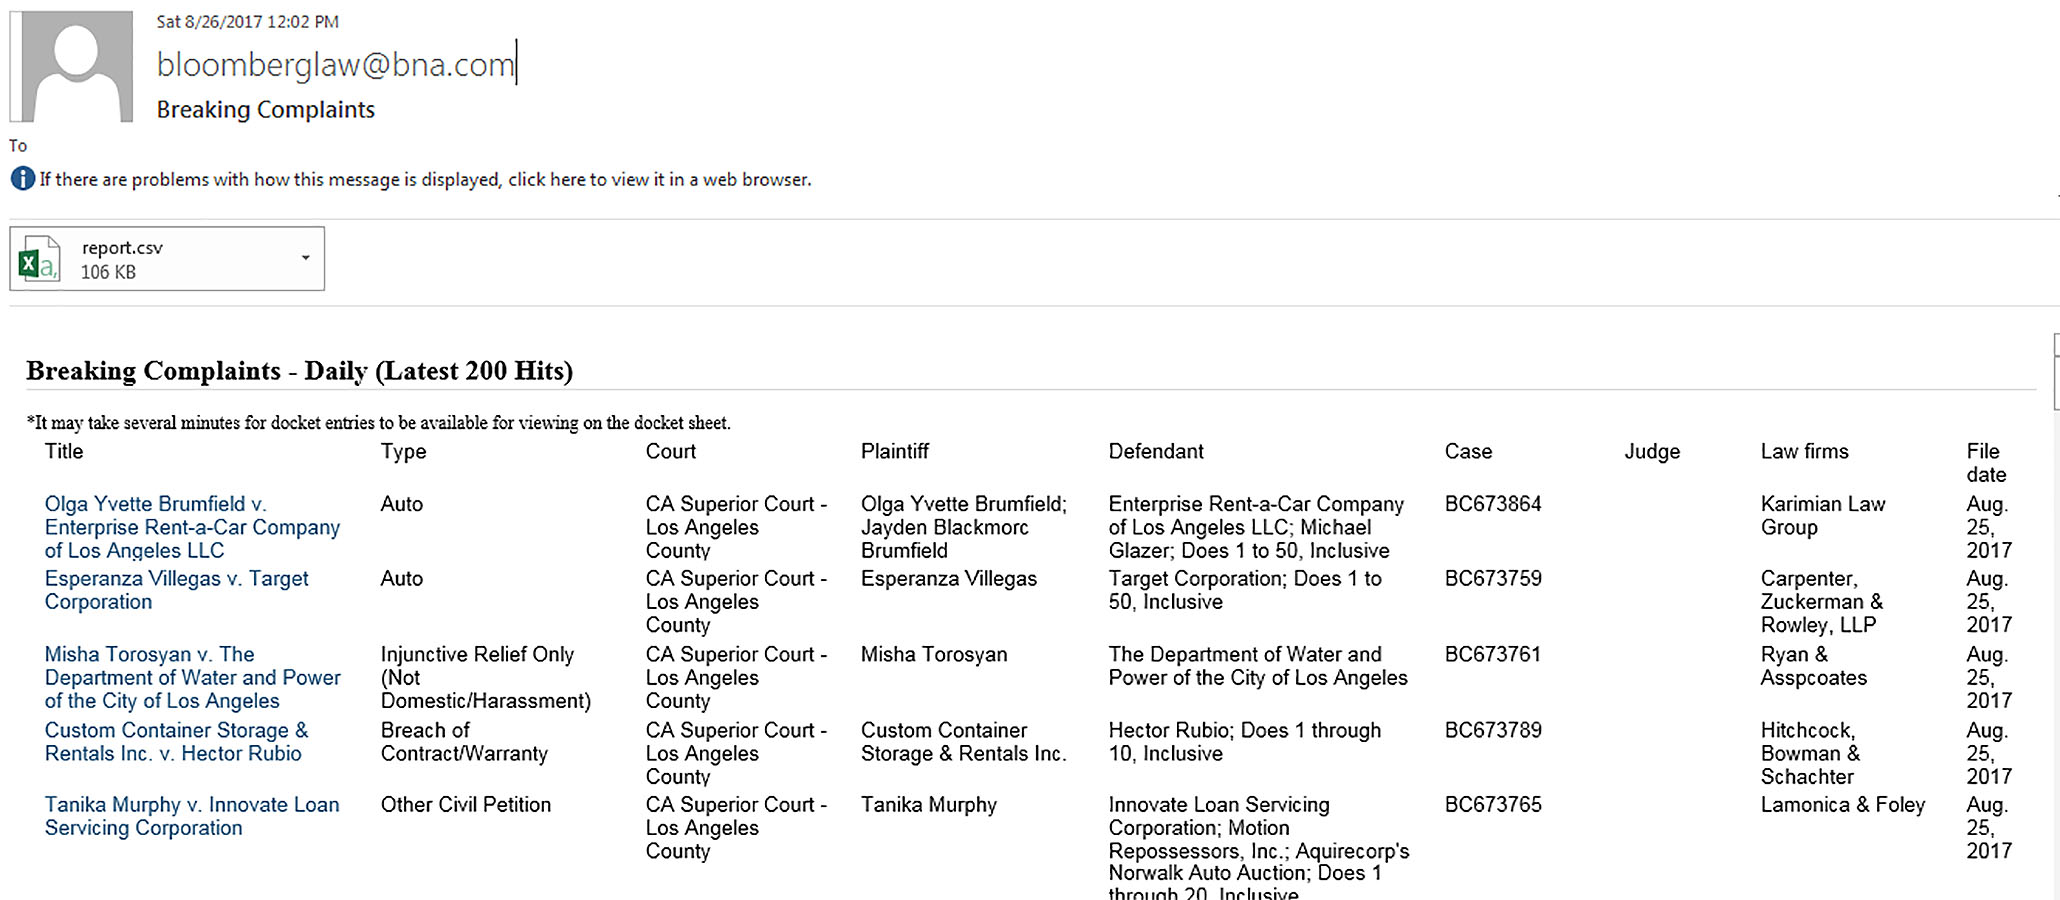 Sat 8/26/2017 12:02 PM
bloomberglaw@bna.com
Breaking Complaints
To
If there are problems with how this message is displayed, click here to view it in a web browser.
report.csv
106 KB
Breaking Complaints - Daily (Latest 200 Hits)
*It may take several minutes for docket entries to be available for viewing on the docket sheet.
Title Type Court Plaintiff Defendant Case Judge Law firms File
date
Olga Yvette Brumfield v. Auto CA Superior Court - Olga Yvette Brumfield; Enterprise Rent-a-Car Company BC673864 Karimian Law Aug.
Enterprise Rent-a-Car Company Los Angeles Jayden Blackmorc of Los Angeles LLC; Michael Group 25,
of Los Angeles LLC County Brumfield Glazer; Does 1 to 50, Inclusive 2017
Esperanza Villegas v. Target Auto CA Superior Court - Esperanza Villegas Target Corporation; Does 1 to BC673759 Carpenter, Aug.
Corporation Los Angeles 50, Inclusive Zuckerman & 25,
County Rowley, LLP 2017
Misha Torosyan v. The Injunctive Relief Only CA Superior Court - Misha Torosyan The Department of Water and BC673761 Ryan & Aug.
Department of Water and Power (Not Los Angeles Power of the City of Los Angeles Asspcoates 25,
of the City of Los Angeles Domestic/Harassment) County 2017
Custom Container Storage & Breach of CA Superior Court - Custom Container Hector Rubio; Does 1 through BC673789 Hitchcock, Aug.
Rentals Inc. v. Hector Rubio Contract/Warranty Los Angeles Storage & Rentals Inc. 10, Inclusive Bowman & 25,
County Schachter 2017
Tanika Murphy v. Innovate Loan Other Civil Petition CA Superior Court - Tanika Murphy Innovate Loan Servicing BC673765 Lamonica & Foley Aug.
Servicing Corporation Los Angeles Corporation; Motion 25,
County Repossessors, Inc.; Aquirecorp's 2017
Norwalk Auto Auction; Does 1
through 20, Inclusive